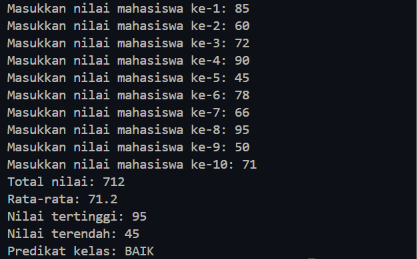 Masukkan nilai mahasiswa ke-1: 85
Masukkan nilai mahasiswa ke-2: 60
Masukkan nilai mahasiswa ke-3: 72
Masukkan nilai mahasiswa ke-4: 90
Masukkan nilai mahasiswa ke-5: 45
Masukkan nilai mahasiswa ke-6: 78
Masukkan nilai mahasiswa ke-7: 66
Masukkan nilai mahasiswa ke-8: 95
Masukkan nilai mahasiswa ke-9: 50
Masukkan nilai mahasiswa ke-10: 71
Total nilai: 712
Rata-rata: 71.2
Nilai tertinggi: 95
Nilai terendah: 45
Predikat kelas: BAIK